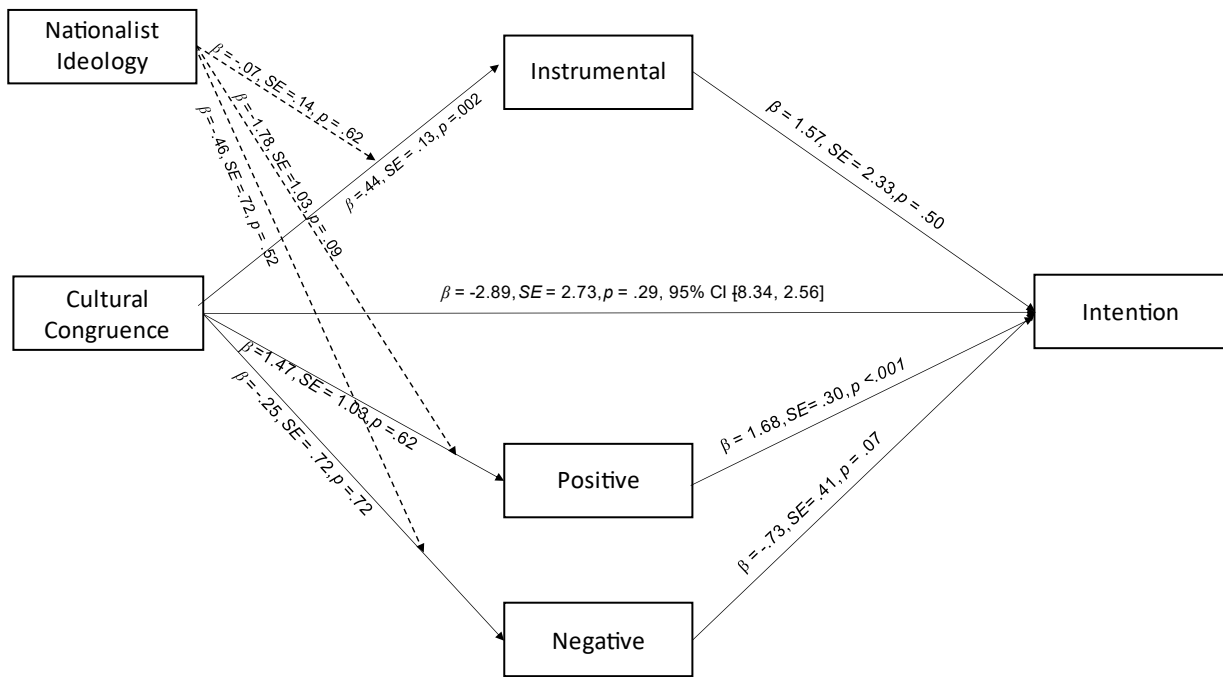 Nationalist
Ideology
Instrumental
β = -.07, SE = .14, p = .62
β = -1.78, SE = 1.03, p = .09
β = -.46, SE = .72, p = .52
β = .44, SE = .13, p = .002
β = 1.57, SE = 2.33, p = .50
Cultural
Congruence
β = -2.89, SE = 2.73, p = .29, 95% CI [-8.34, 2.56]
Intention
β = 1.47, SE = 1.03, p = .62
β = -.25, SE = .72, p = .72
β = 1.68, SE = .30, p <.001
Positive
β = -.73, SE = .41, p = .07
Negative